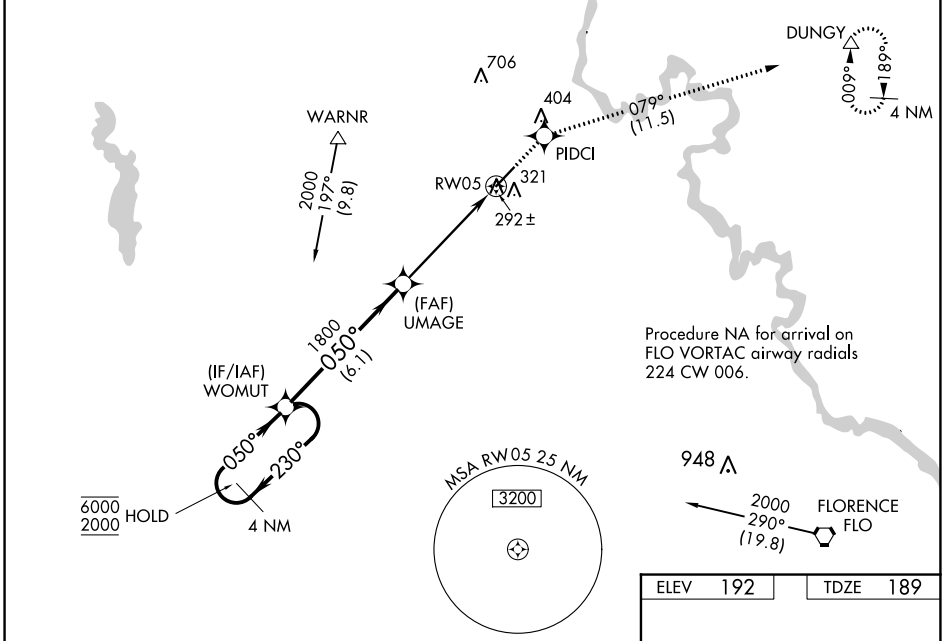 706
DUNGY
009°
189°
4 NM
404
079°
(11.5)
WARNR
PIDCI
2000
197°
(9.8)
RW05
321
292±
(FAF)
UMAGE
1800
050°
(6.1)
Procedure NA for arrival on
FLO VORTAC airway radials
224 CW 006.
(IF/IAF)
WOMUT
050°
230°
6000
2000
HOLD
4 NM
MSA RW05 25 NM
3200
948
2000
290°
(19.8)
FLORENCE
FLO
ELEV 192
TDZE 189